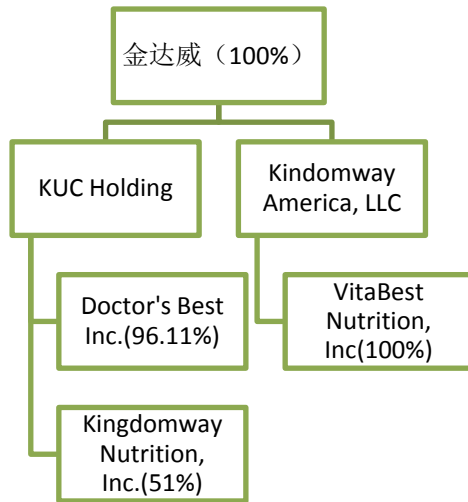 金达威（100%）
KUC Holding
Kindomway
America, LLC
Doctor's Best
Inc.(96.11%)
VitaBest
Nutrition,
Inc(100%)
Kingdomway
Nutrition,
Inc.(51%)